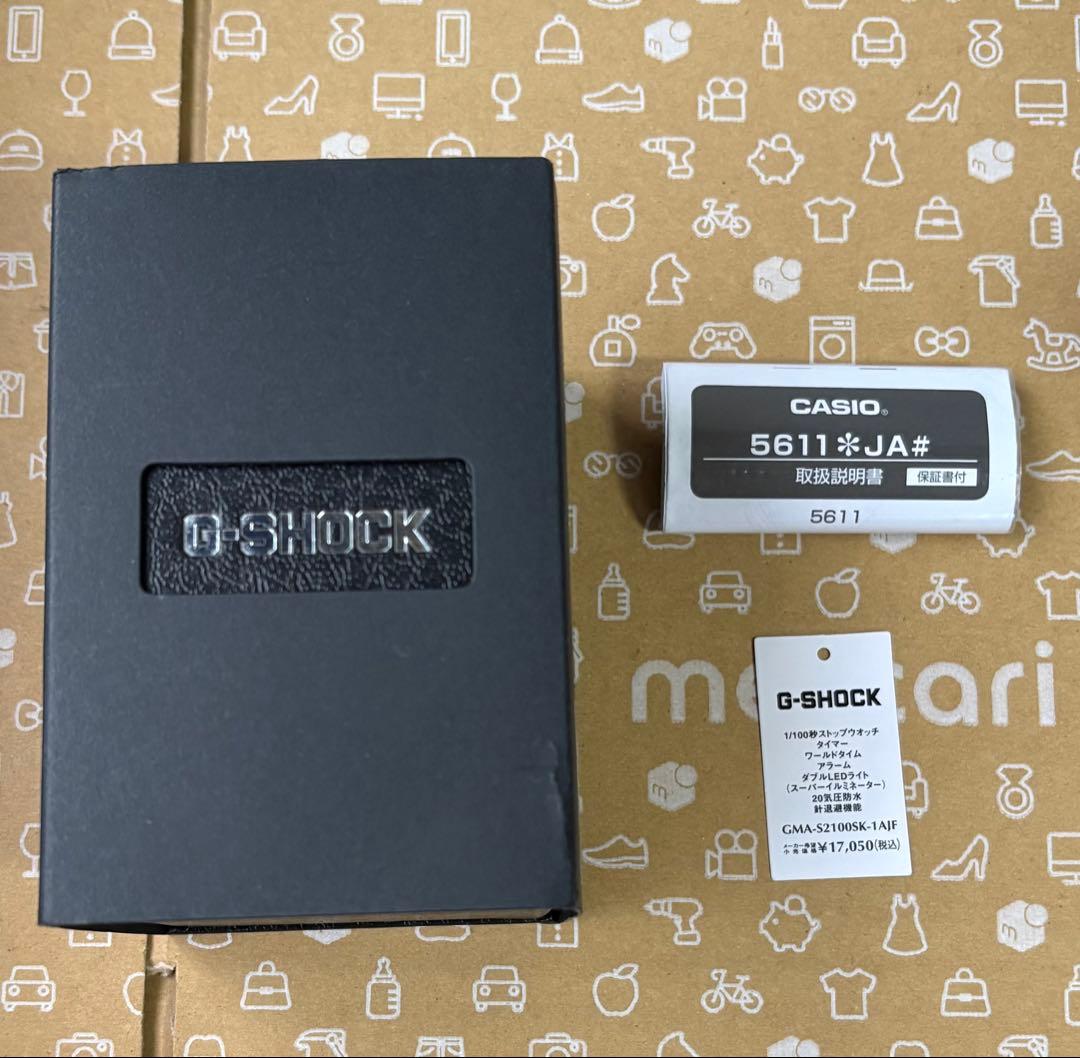 G-SHOCK
CASIO®
5611✻JA#
取扱説明書 保証書付
5611
mercari
G-SHOCK
1/100秒ストップウオッチ
タイマー
ワールドタイム
アラーム
ダブルLEDライト
(スーパーイルミネーター)
20気圧防水
針退避機能
GMA-S2100SK-1AJF
メーカー希望
小売価格 ¥17,050(税込)